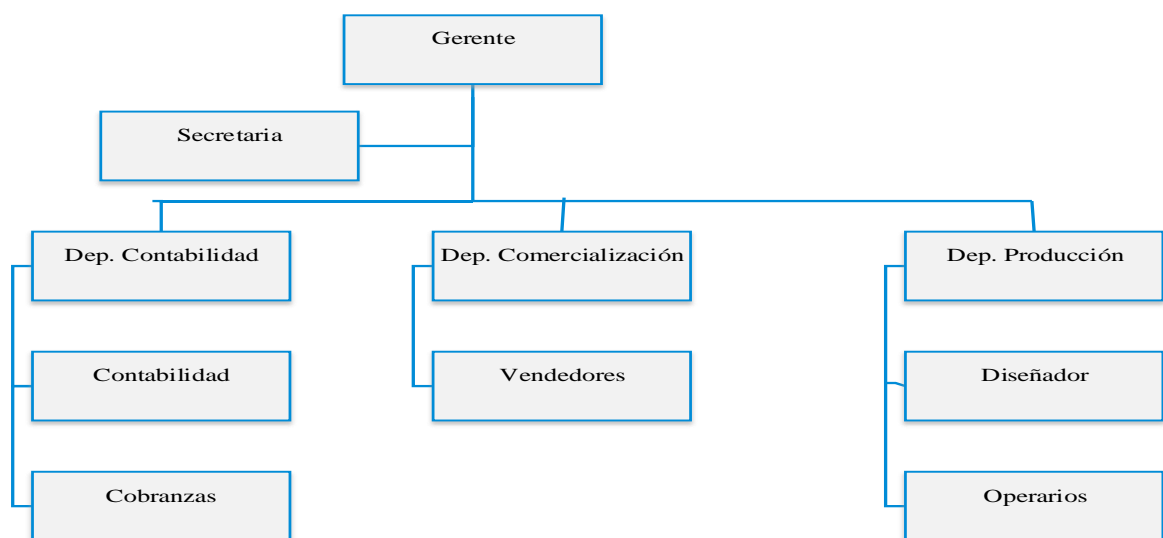 Gerente
Secretaria
Dep. Contabilidad
Dep. Comercialización
Dep. Producción
Contabilidad
Vendedores
Diseñador
Cobranzas
Operarios